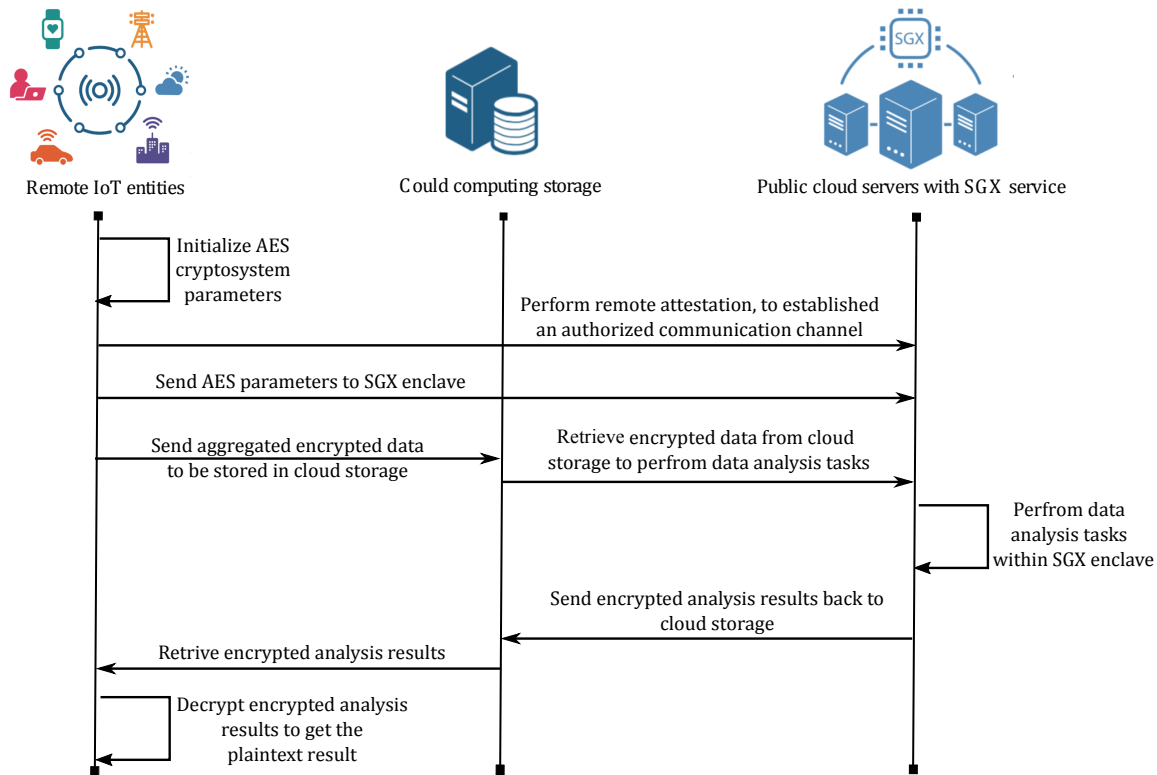 SGX
Remote IoT entities
Could computing storage
Public cloud servers with SGX service
Initialize AES
cryptosystem
parameters
Perform remote attestation, to established
an authorized communication channel
Send AES parameters to SGX enclave
Send aggregated encrypted data
to be stored in cloud storage
Retrieve encrypted data from cloud
storage to perfrom data analysis tasks
Perfrom data
analysis tasks
within SGX enclave
Send encrypted analysis results back to
cloud storage
Retrive encrypted analysis results
Decrypt encrypted analysis
results to get the
plaintext result